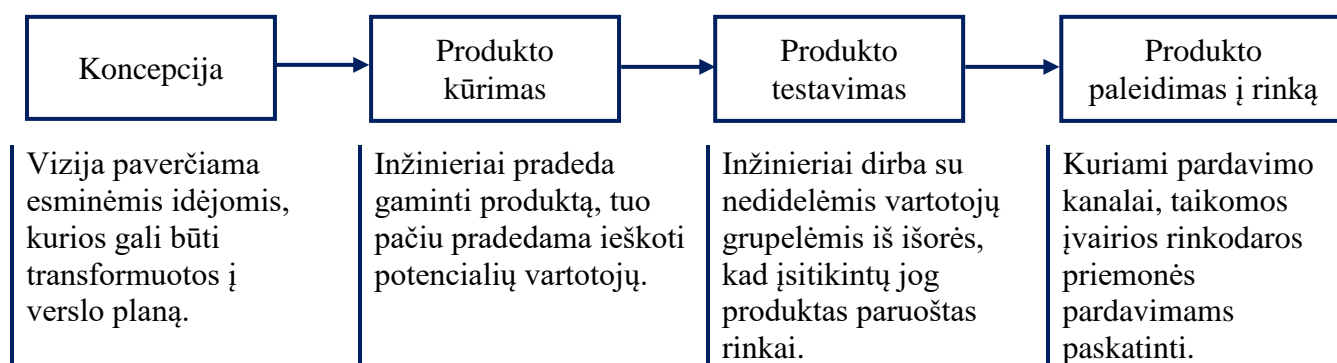 Koncepcija
Produkto
kūrimas
Produkto
testavimas
Produkto
paleidimas į rinką
Vizija paverčiama
esminėmis idėjomis,
kurios gali būti
transformuotos į
verslo planą.
Inžinieriai pradeda
gaminti produktą, tuo
pačiu pradedama ieškoti
potencialių vartotojų.
Inžinieriai dirba su
nedidelėmis vartotojų
grupelėmis iš išorės,
kad įsitikintų jog
produktas paruoštas
rinkai.
Kuriami pardavimo
kanalai, taikomos
įvairios rinkodaros
priemonės
pardavimams
paskatinti.